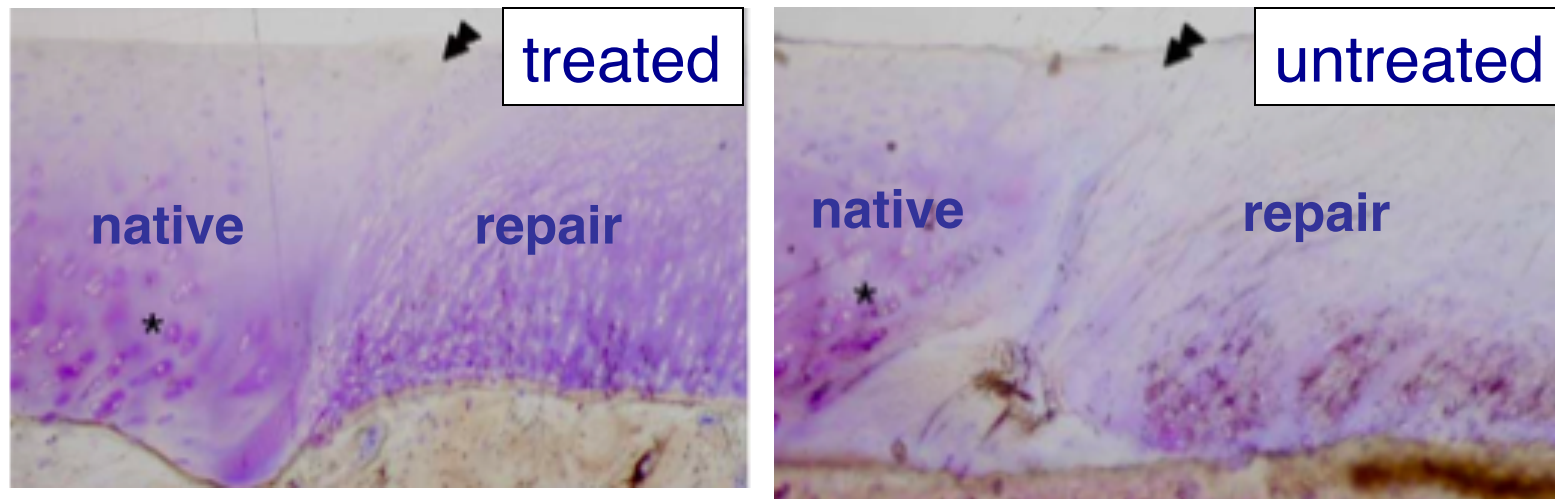 treated
native
repair
*
untreated
native
repair
*